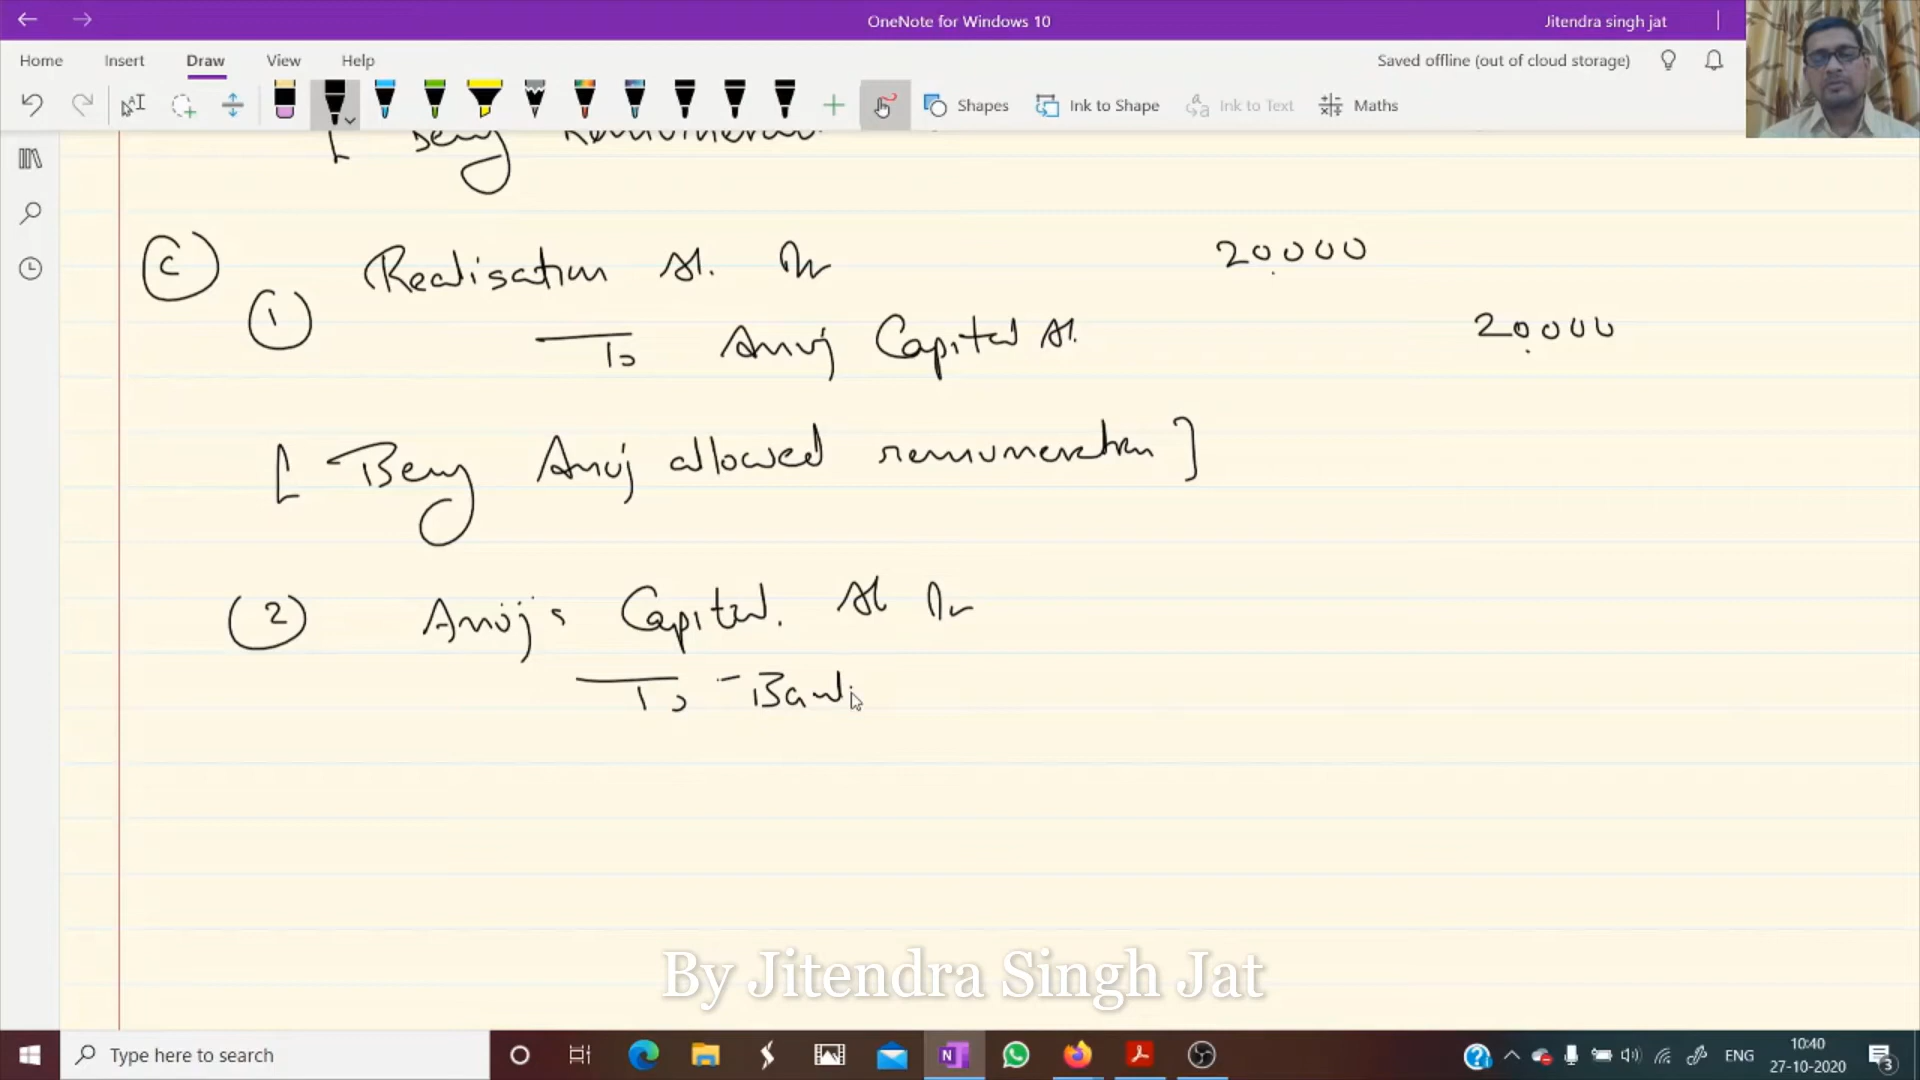 OneNote for Windows 10
Jitendra singh jat
Home Insert Draw View Help
Saved offline (out of cloud storage)
Shapes Ink to Shape Ink to Text Maths
[ Being Remuneration
C
1 Realisation A/c. Dr 20,000
To Anuj Capital A/c. 20,000
[ Being Anuj allowed remuneration ]
(2) Anuj's Capital. A/c Dr
To Bank
By Jitendra Singh Jat
Type here to search
ENG
10:40
27-10-2020
3